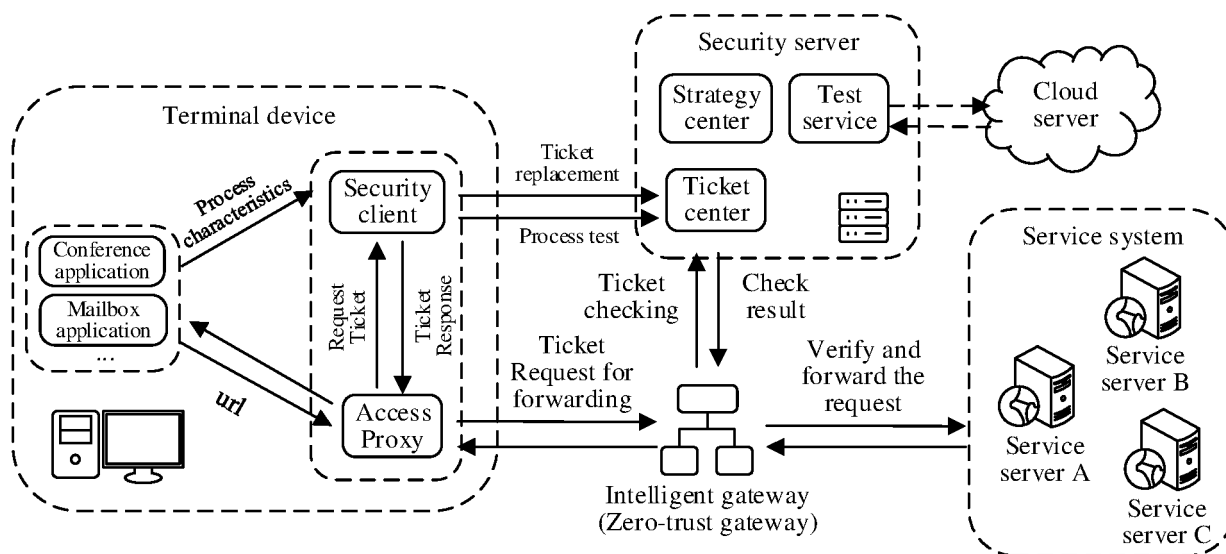 Security server
Strategy
center
Test
service
Cloud
server
Terminal device
Ticket
replacement
Ticket
center
Process
characteristics
Security
client
Process test
Service system
Conference
application
Mailbox
application
...
Request
Ticket
Ticket
Response
Ticket
checking
Check
result
url
Access
Proxy
Ticket
Request for
forwarding
Verify and
forward the
request
Service
server B
Service
server A
Service
server C
Intelligent gateway
(Zero-trust gateway)